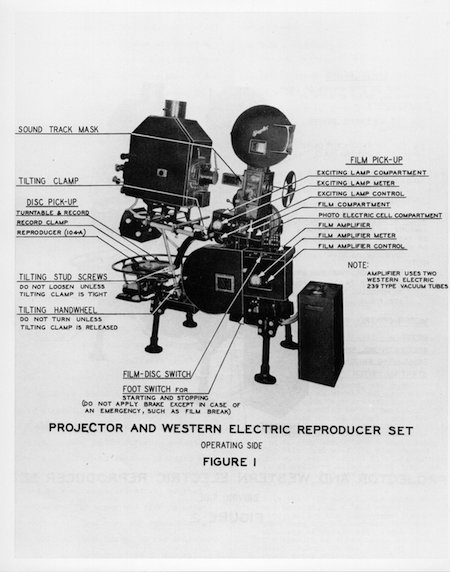 SOUND TRACK MASK
TILTING CLAMP
DISC PICK-UP
TURNTABLE & RECORD
RECORD CLAMP
REPRODUCER (104-A)
TILTING STUD SCREWS
DO NOT LOOSEN UNLESS
TILTING CLAMP IS TIGHT
TILTING HANDWHEEL
DO NOT TURN UNLESS
TILTING CLAMP IS RELEASED
FILM PICK-UP
EXCITING LAMP COMPARTMENT
EXCITING LAMP METER
EXCITING LAMP CONTROL
FILM COMPARTMENT
PHOTO ELECTRIC CELL COMPARTMENT
FILM AMPLIFIER
FILM AMPLIFIER METER
FILM AMPLIFIER CONTROL
NOTE:
AMPLIFIER USES TWO
WESTERN ELECTRIC
239 TYPE VACUUM TUBES
FILM-DISC SWITCH
FOOT SWITCH FOR
STARTING AND STOPPING
(DO NOT APPLY BRAKE EXCEPT IN CASE OF
AN EMERGENCY, SUCH AS FILM BREAK)
PROJECTOR AND WESTERN ELECTRIC REPRODUCER SET
OPERATING SIDE
FIGURE 1